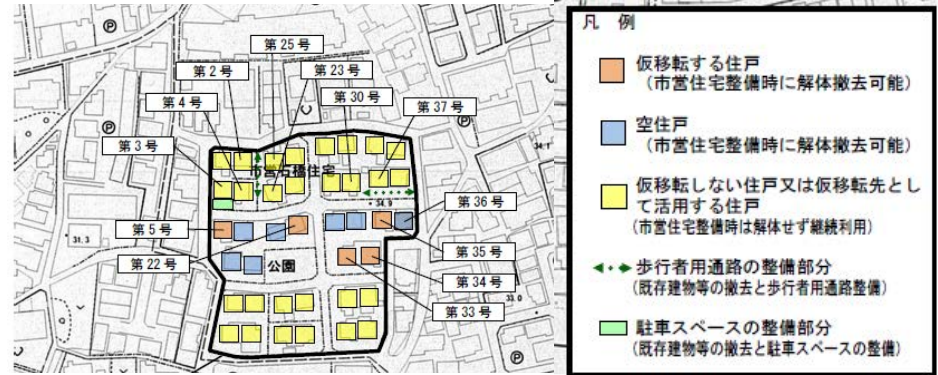 第25号
第2号
第23号
第4号
第30号
第37号
第3号
市営石橋住宅
34.1
34.9
第36号
31.3
第5号
第35号
第22号
公園
第34号
33.0
第33号
P
P
P
P
凡 例
仮移転する住戸
(市営住宅整備時に解体撤去可能)
空住戸
(市営住宅整備時に解体撤去可能)
仮移転しない住戸又は仮移転先とし
て活用する住戸
(市営住宅整備時は解体せず継続利用)
歩行者用通路の整備部分
(既存建物等の撤去と歩行者用通路整備)
駐車スペースの整備部分
(既存建物等の撤去と駐車スペースの整備)